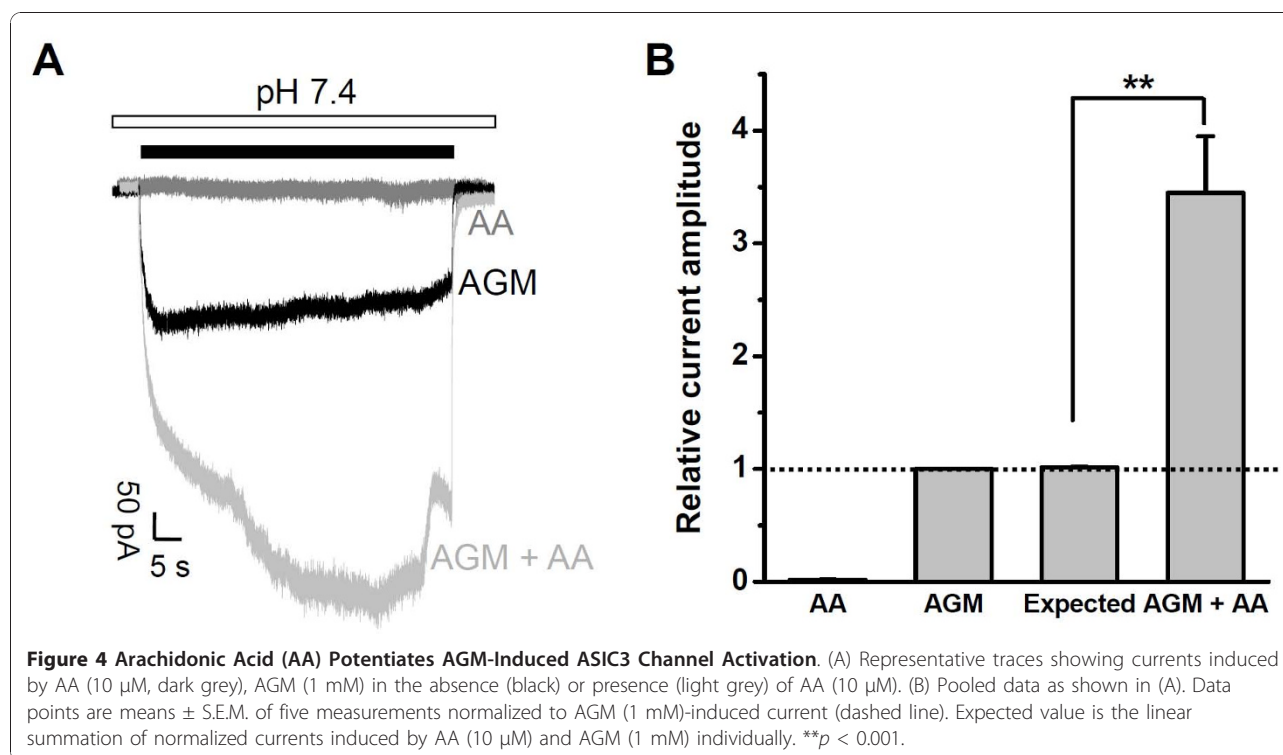 A
pH 7.4
AA
AGM
AGM + AA
50 pA
5 s
B
**
Relative current amplitude
4
3
2
1
0
AA AGM Expected AGM + AA
Figure 4 Arachidonic Acid (AA) Potentiates AGM-Induced ASIC3 Channel Activation. (A) Representative traces showing currents induced
by AA (10 μM, dark grey), AGM (1 mM) in the absence (black) or presence (light grey) of AA (10 μM). (B) Pooled data as shown in (A). Data
points are means ± S.E.M. of five measurements normalized to AGM (1 mM)-induced current (dashed line). Expected value is the linear
summation of normalized currents induced by AA (10 μM) and AGM (1 mM) individually. **p < 0.001.